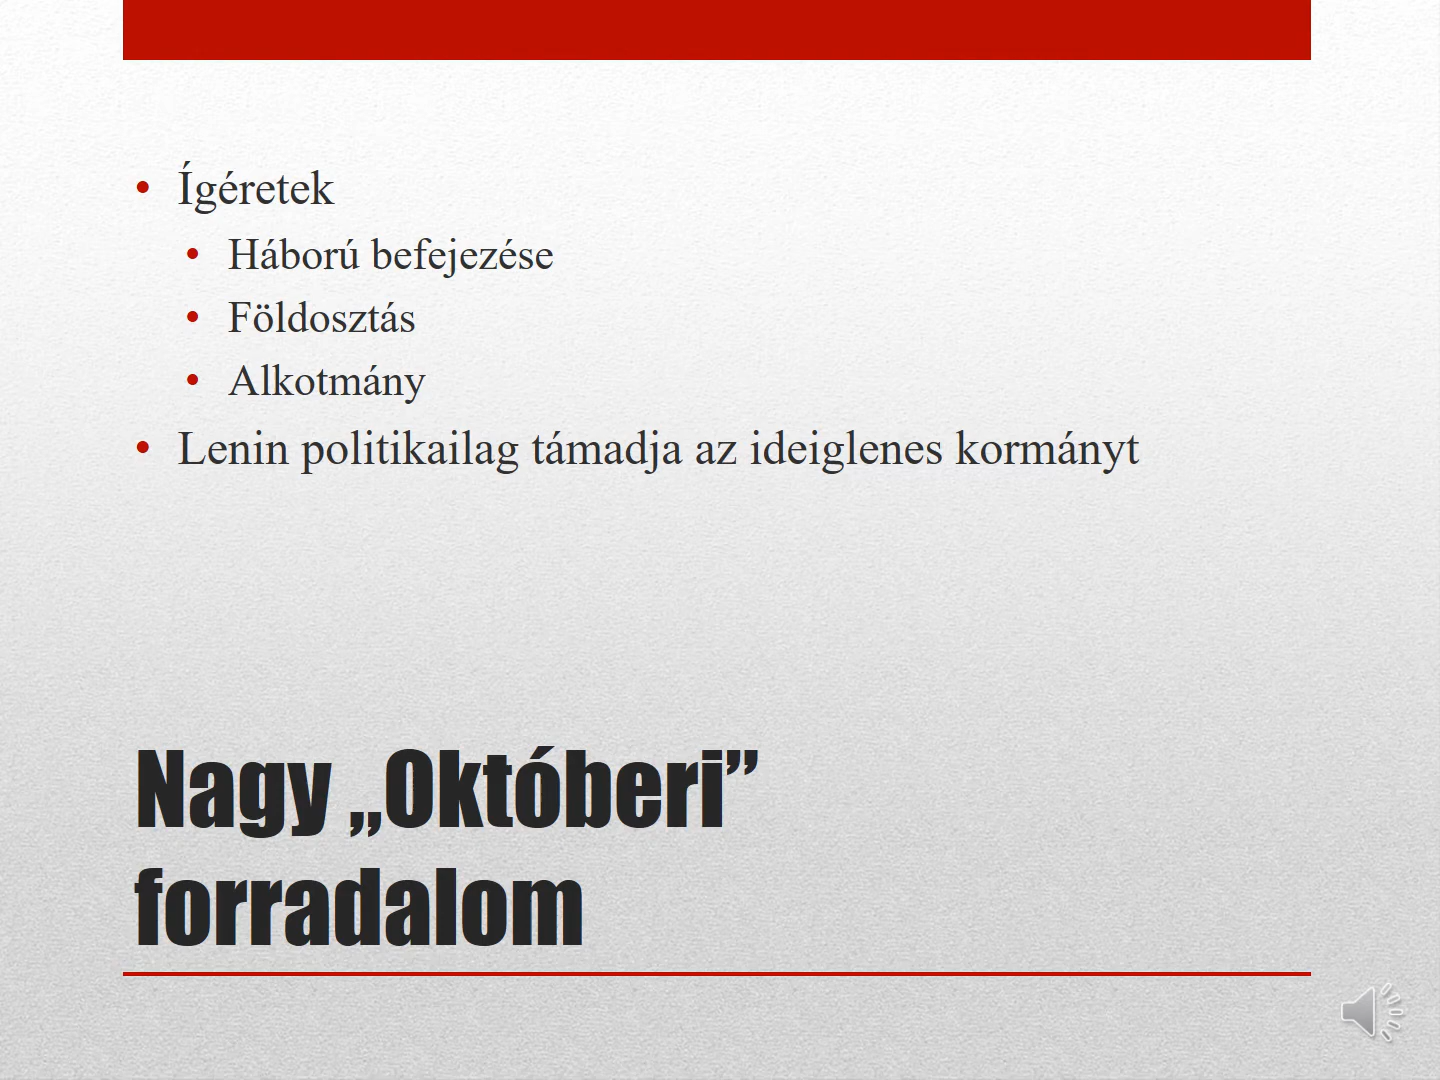 • Ígéretek
• Háború befejezése
• Földosztás
• Alkotmány
• Lenin politikailag támadja az ideiglenes kormányt
Nagy „Októberi”
forradalom